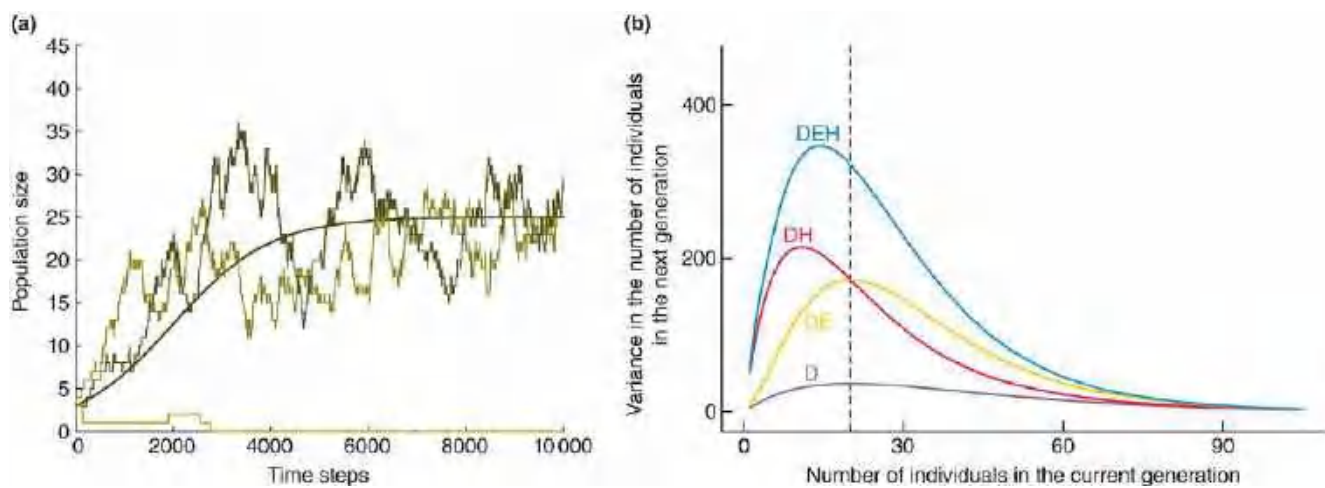 (a)
45
40
35
30
25
20
15
10
5
0
Population size
0 2000 4000 6000 8000 10000
Time steps
(b)
Variance in the number of individuals
in the next generation
400
200
0
DEH
DH
DE
D
0 30 60 90
Number of individuals in the current generation